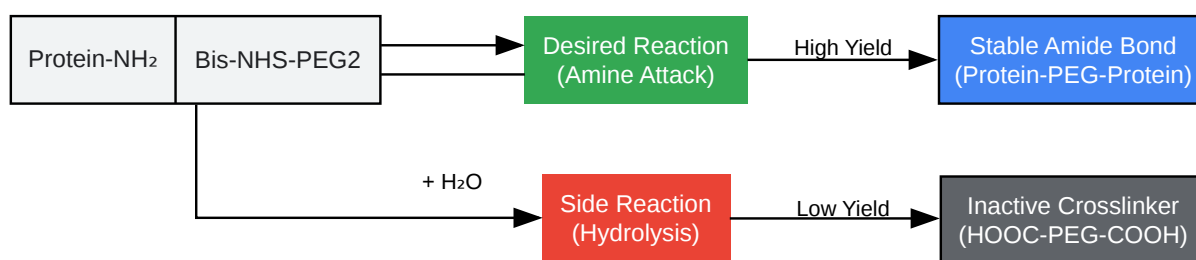 Protein-NH₂
Bis-NHS-PEG2
Desired Reaction
(Amine Attack)
High Yield
Stable Amide Bond
(Protein-PEG-Protein)
+ H₂O
Side Reaction
(Hydrolysis)
Low Yield
Inactive Crosslinker
(HOOC-PEG-COOH)